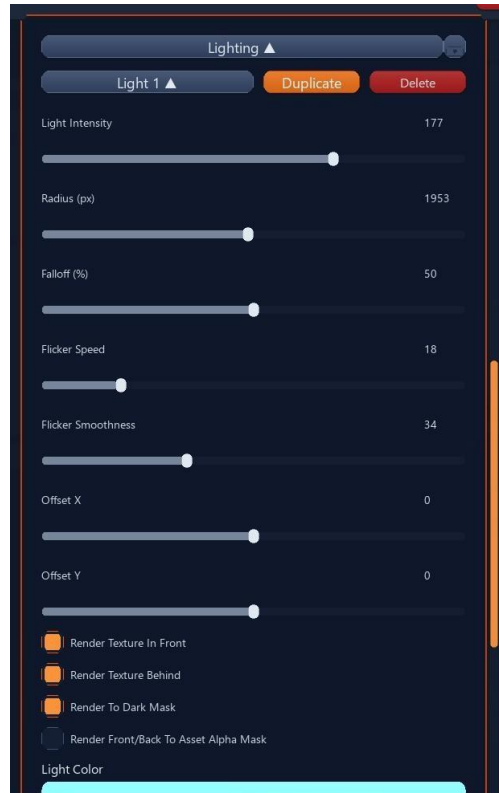 Lighting ▲
Light 1 ▲ Duplicate Delete
Light Intensity 177
Radius (px) 1953
Falloff (%) 50
Flicker Speed 18
Flicker Smoothness 34
Offset X 0
Offset Y 0
Render Texture In Front
Render Texture Behind
Render To Dark Mask
Render Front/Back To Asset Alpha Mask
Light Color